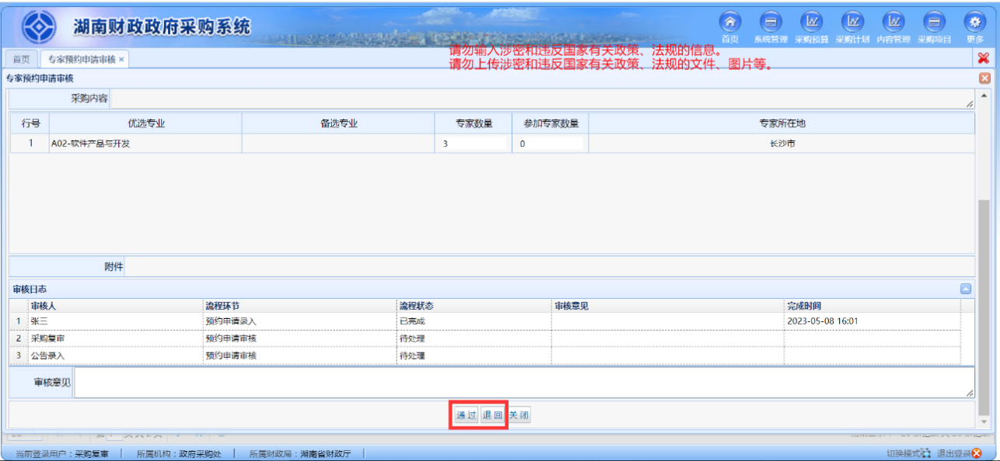 湖南财政政府采购系统
首页 系统管理 采购预算 采购计划 内容管理 采购项目 更多
请勿输入涉密和违反国家有关政策、法规的信息。
请勿上传涉密和违反国家有关政策、法规的文件、图片等。
首页 专家预约申请审核 ×
专家预约申请审核
采购内容
行号 优选专业 备选专业 专家数量 参加专家数量 专家所在地
1 A02-软件产品与开发 3 0 长沙市
附件
审核日志
审核人 流程环节 流程状态 审核意见 完成时间
1 张三 预约申请录入 已完成 2023-05-08 16:01
2 采购复审 预约申请审核 待处理
3 公告录入 预约申请审核 待处理
审核意见
通过 退回 关闭
当前登录用户：采购复审 | 所属机构：政府采购处 | 所属财政局：湖南省财政厅 |
切换模式 退出登录